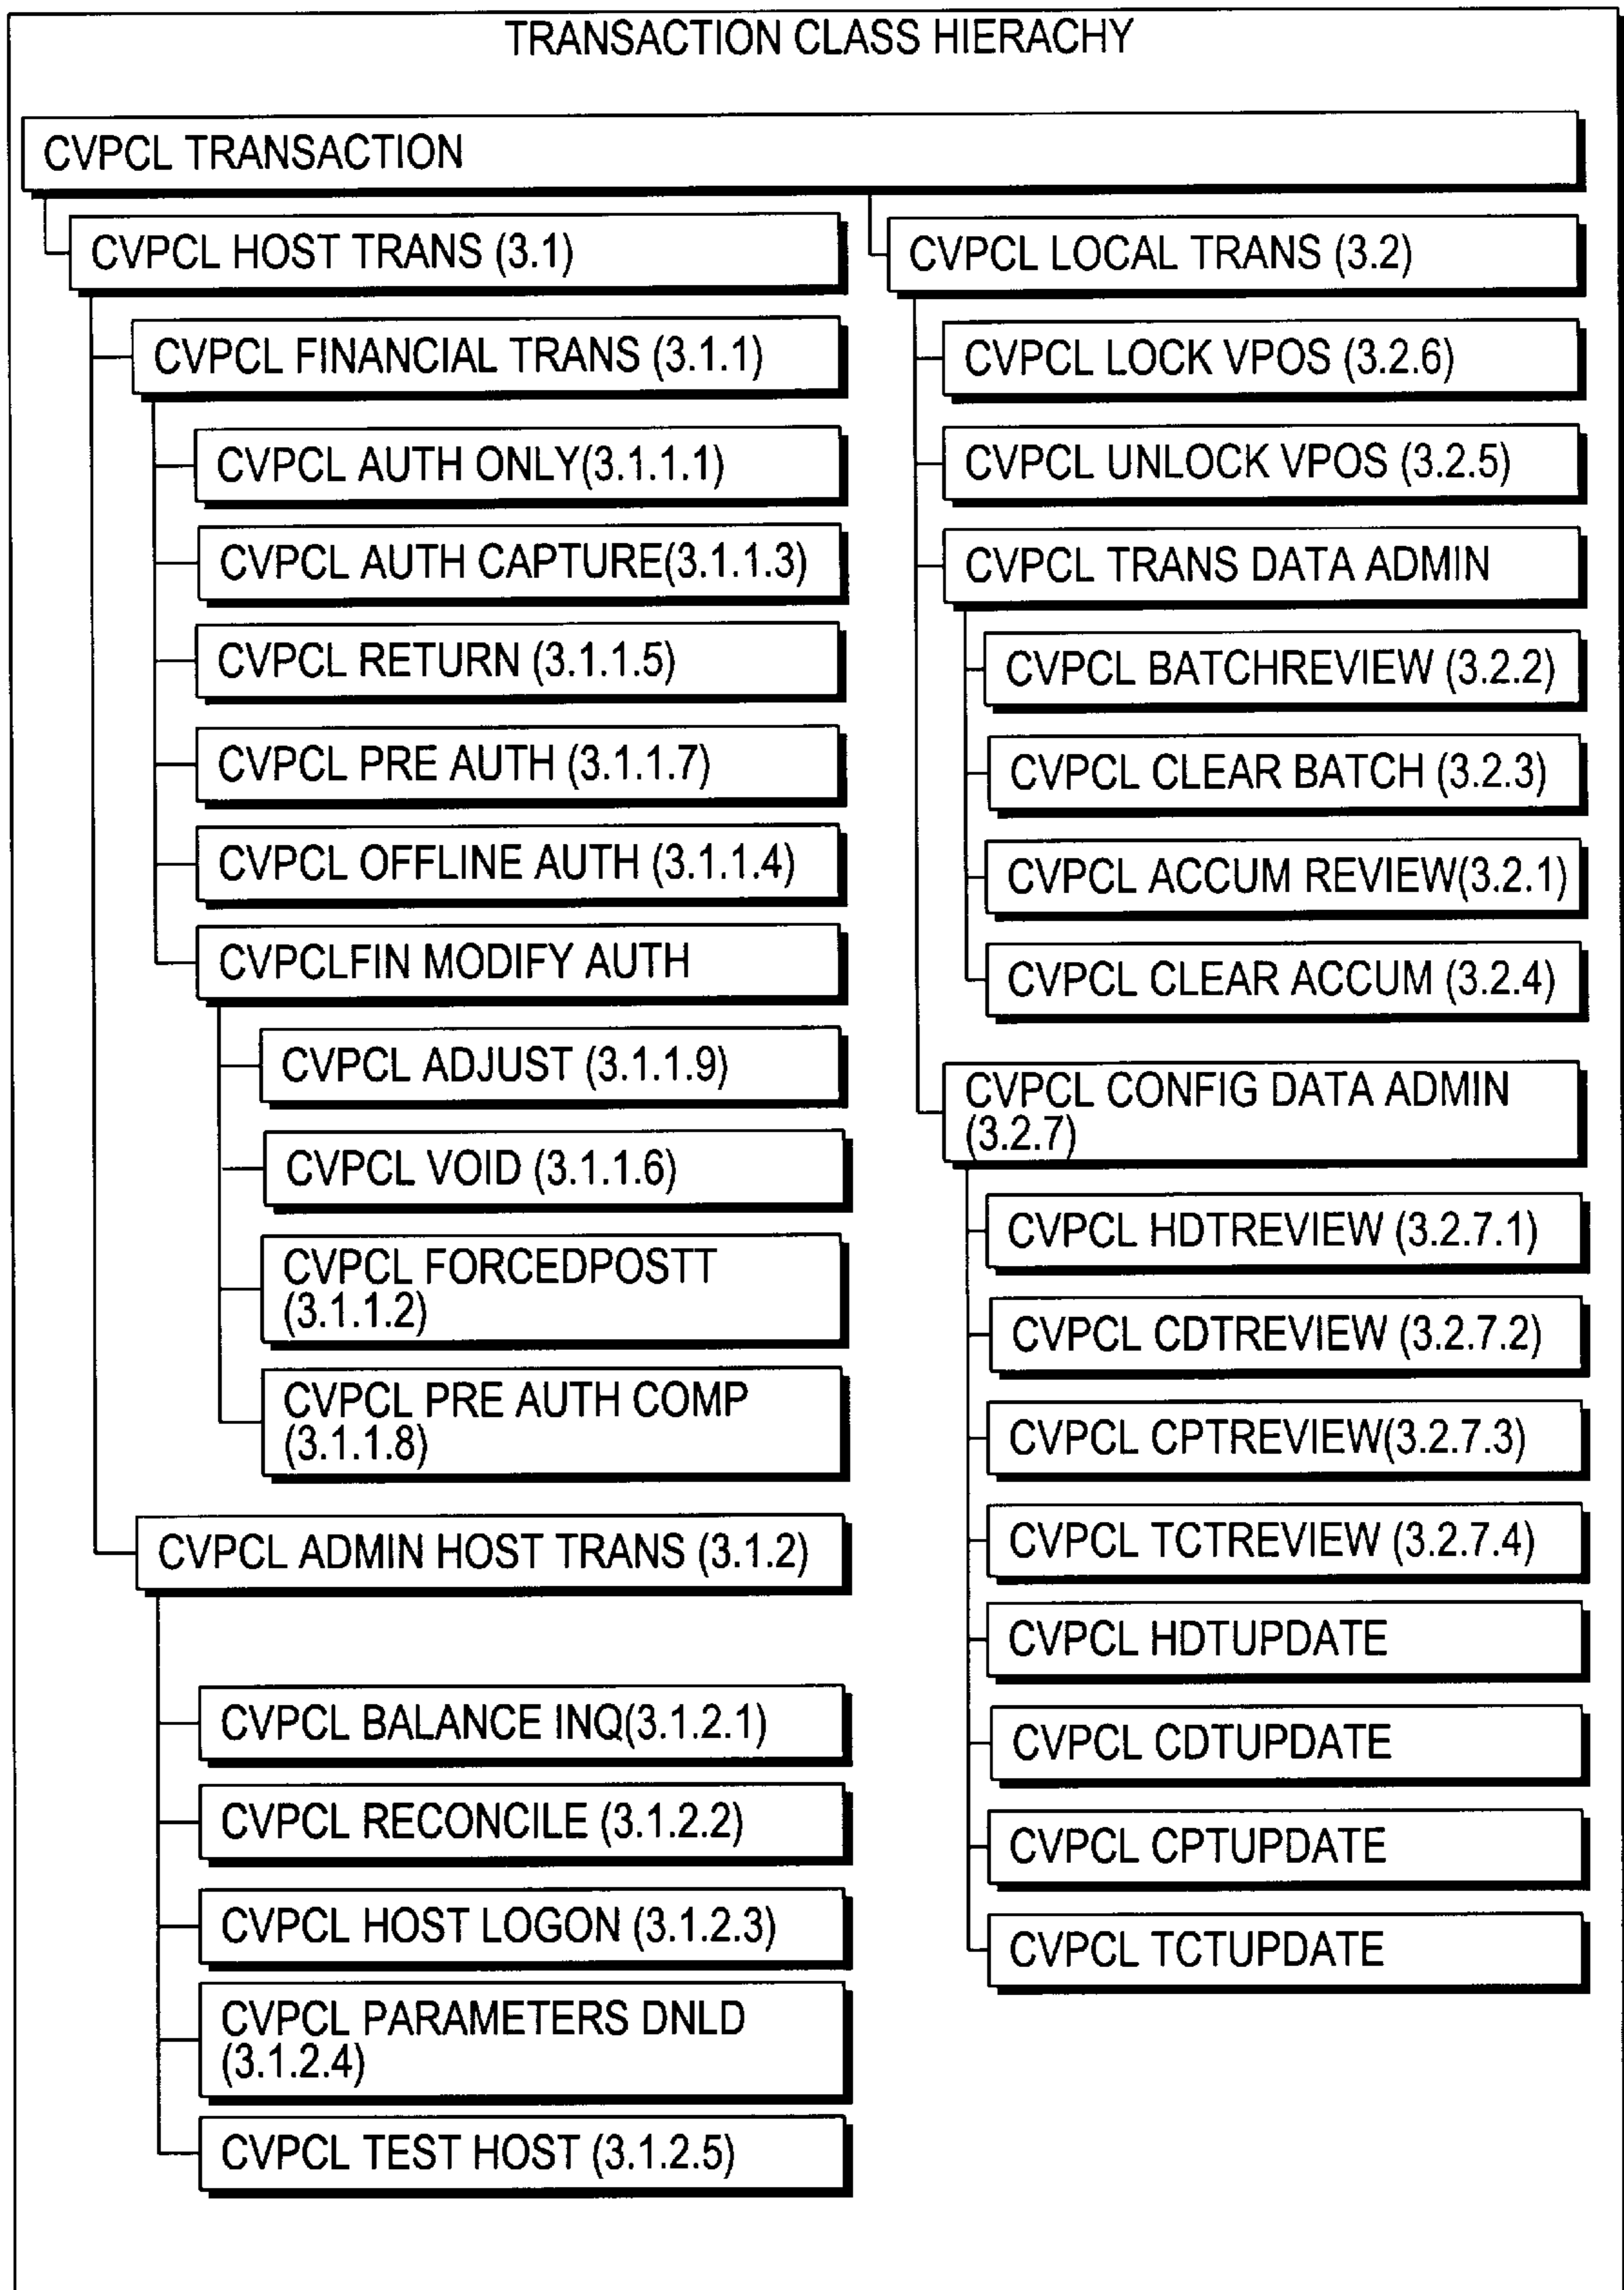 TRANSACTION CLASS HIERACHY
CVPCL TRANSACTION
CVPCL HOST TRANS (3.1)
CVPCL FINANCIAL TRANS (3.1.1)
CVPCL AUTH ONLY(3.1.1.1)
CVPCL AUTH CAPTURE(3.1.1.3)
CVPCL RETURN (3.1.1.5)
CVPCL PRE AUTH (3.1.1.7)
CVPCL OFFLINE AUTH (3.1.1.4)
CVPCLFIN MODIFY AUTH
CVPCL ADJUST (3.1.1.9)
CVPCL VOID (3.1.1.6)
CVPCL FORCEDPOSTT
(3.1.1.2)
CVPCL PRE AUTH COMP
(3.1.1.8)
CVPCL ADMIN HOST TRANS (3.1.2)
CVPCL BALANCE INQ(3.1.2.1)
CVPCL RECONCILE (3.1.2.2)
CVPCL HOST LOGON (3.1.2.3)
CVPCL PARAMETERS DNLD
(3.1.2.4)
CVPCL TEST HOST (3.1.2.5)
CVPCL LOCAL TRANS (3.2)
CVPCL LOCK VPOS (3.2.6)
CVPCL UNLOCK VPOS (3.2.5)
CVPCL TRANS DATA ADMIN
CVPCL BATCHREVIEW (3.2.2)
CVPCL CLEAR BATCH (3.2.3)
CVPCL ACCUM REVIEW(3.2.1)
CVPCL CLEAR ACCUM (3.2.4)
CVPCL CONFIG DATA ADMIN
(3.2.7)
CVPCL HDTREVIEW (3.2.7.1)
CVPCL CDTREVIEW (3.2.7.2)
CVPCL CPTREVIEW(3.2.7.3)
CVPCL TCTREVIEW (3.2.7.4)
CVPCL HDTUPDATE
CVPCL CDTUPDATE
CVPCL CPTUPDATE
CVPCL TCTUPDATE